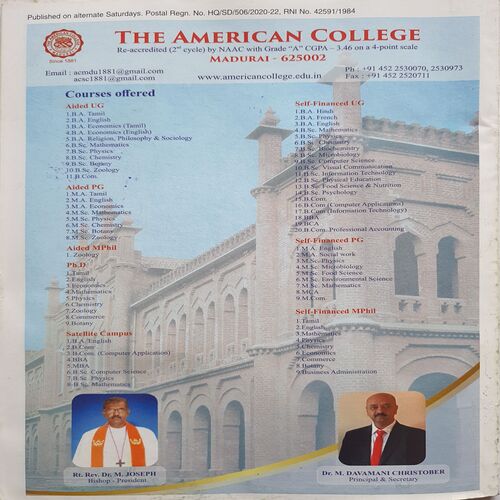 Published on alternate Saturdays. Postal Regn. No. HQ/SD/506/2020-22, RNI No. 42591/1984
THE AMERICAN COLLEGE
Since 1881
Re-accredited (2nd cycle) by NAAC with Grade "A" CGPA – 3.46 on a 4-point scale
MADURAI - 625002
Email : acmdu1881@gmail.com
acsc1881@gmail.com
www.americancollege.edu.in
Ph : +91 452 2530070, 2530973
Fax : +91 452 2520711
Courses offered
Aided UG
1.B.A. Tamil
2.B.A. English
3.B.A. Economics (Tamil)
4.B.A. Economics (English)
5.B.A. Religion, Philosophy & Sociology
6.B.Sc. Mathematics
7.B.Sc. Physics
8.B.Sc. Chemistry
9.B.Sc. Botany
10.B.Sc. Zoology
11.B.Com.
Aided PG
1.M.A. Tamil
2.M.A. English
3.M.A. Economics
4.M.Sc. Mathematics
5.M.Sc. Physics
6.M.Sc. Chemistry
7.M.Sc. Botany
8.M.Sc. Zoology
Aided MPhil
1. Zoology
Ph.D.
1.Tamil
2.English
3.Economics
4.Mathematics
5.Physics
6.Chemistry
7.Zoology
8.Commerce
9.Botany
Satellite Campus
1.B.A. English
2.B.Com
3.B.Com. (Computer Application)
4.BBA
5.MBA
6.B.Sc. Computer Science
7.B.Sc. Physics
8.B.Sc. Mathematics
Self-Financed UG
1.B.A. Hindi
2.B.A. French
3.B.A. English
4.B.Sc. Mathematics
5.B.Sc. Physics
6.B.Sc. Chemistry
7.B.Sc. Biochemistry
8.B.Sc. Microbiology
9.B.Sc. Computer Science
10.B.Sc. Visual Communication
11.B.Sc. Information Technology
12.B.Sc. Physical Education
13.B.Sc. Food Science & Nutrition
14.B.Sc. Psychology
15.B.Com
16.B.Com (Computer Applications)
17.B.Com (Information Technology)
18.BBA
19.BCA
20.B.Com. Professional Accounting
Self-Financed PG
1.M.A. English
2.M.A. Social work
3.M.Sc. Physics
4.M.Sc. Microbiology
5.M.Sc. Food Science
6.M.Sc. Environmental Science
7.M.Sc. Mathematics
8.MCA
9.M.Com
Self-Financed MPhil
1.Tamil
2.English
3.Mathematics
4.Physics
5.Chemistry
6.Economics
7.Commerce
8.Botany
9.Business Administration
Rt. Rev. Dr. M. JOSEPH
Bishop - President
Dr. M. DAVAMANI CHRISTOBER
Principal & Secretary